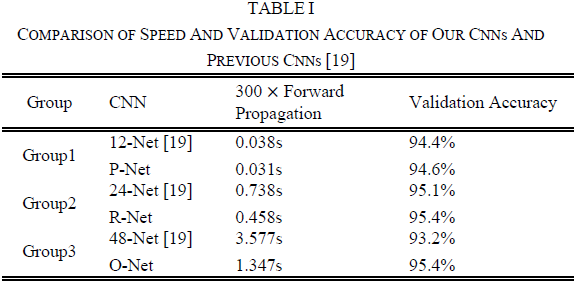 TABLE I
COMPARISON OF SPEED AND VALIDATION ACCURACY OF OUR CNNS AND
PREVIOUS CNNS [19]
Group CNN 300 × Forward Propagation Validation Accuracy
Group1 12-Net [19] 0.038s 94.4%
P-Net 0.031s 94.6%
Group2 24-Net [19] 0.738s 95.1%
R-Net 0.458s 95.4%
Group3 48-Net [19] 3.577s 93.2%
O-Net 1.347s 95.4%